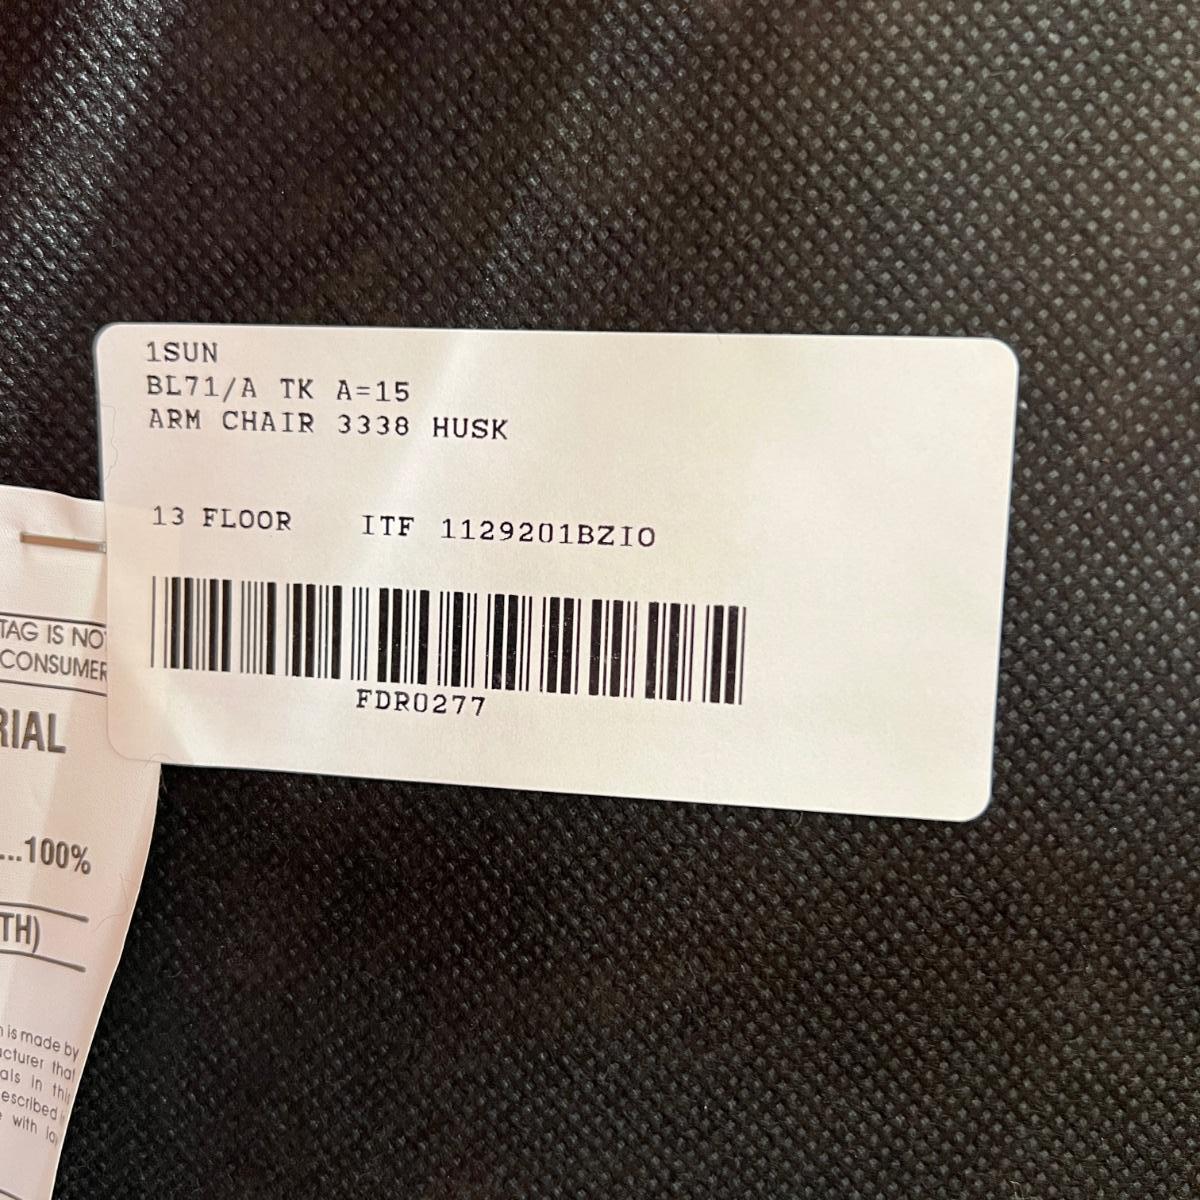 1SUN
BL71/A TK A=15
ARM CHAIR 3338 HUSK
13 FLOOR ITF 1129201BZIO
FDR0277
TAG IS NO
CONSUMER
RIAL
...100%
TH)
is made by
acturer that
als in this
escribed
with